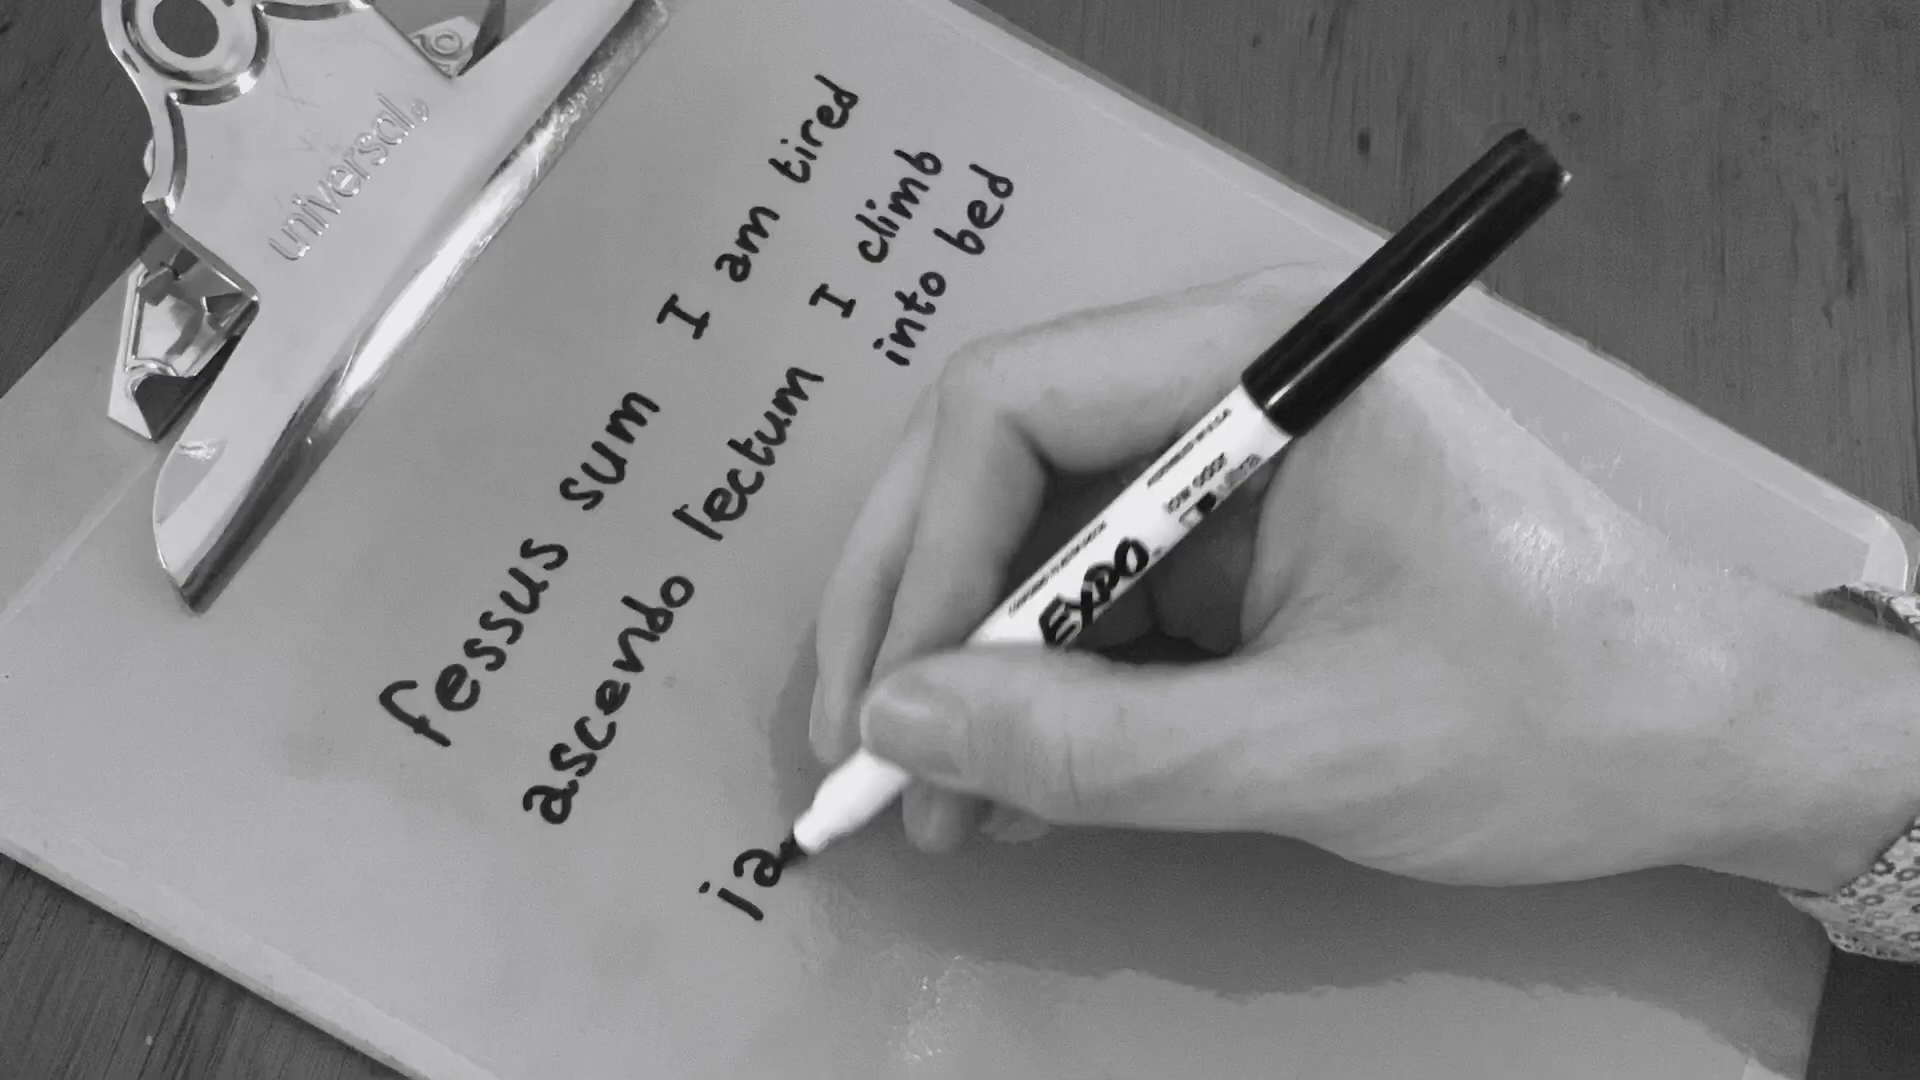 universal
fessus sum I am tired
ascendo lectum I climb
into bed
ia
EXPO